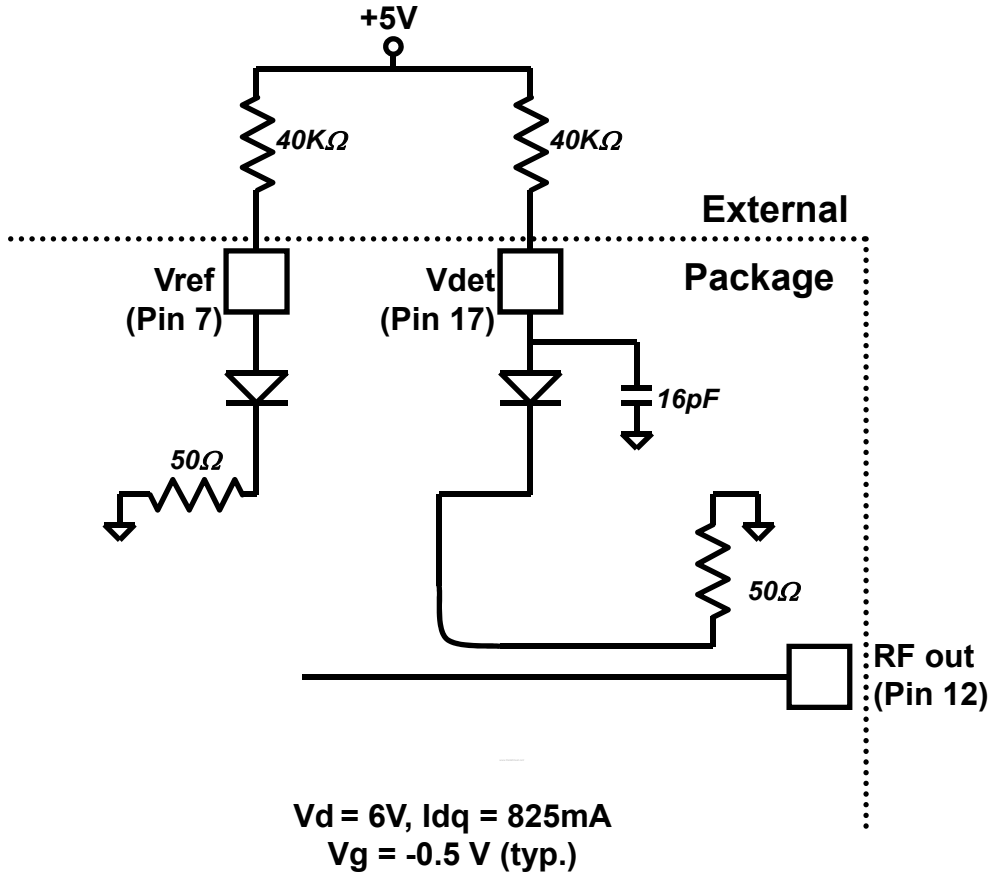 +5V
40KΩ
40KΩ
External
Vref
(Pin 7)
Vdet
(Pin 17)
Package
16pF
50Ω
50Ω
RF out
(Pin 12)
Vd = 6V, Idq = 825mA
Vg = -0.5 V (typ.)